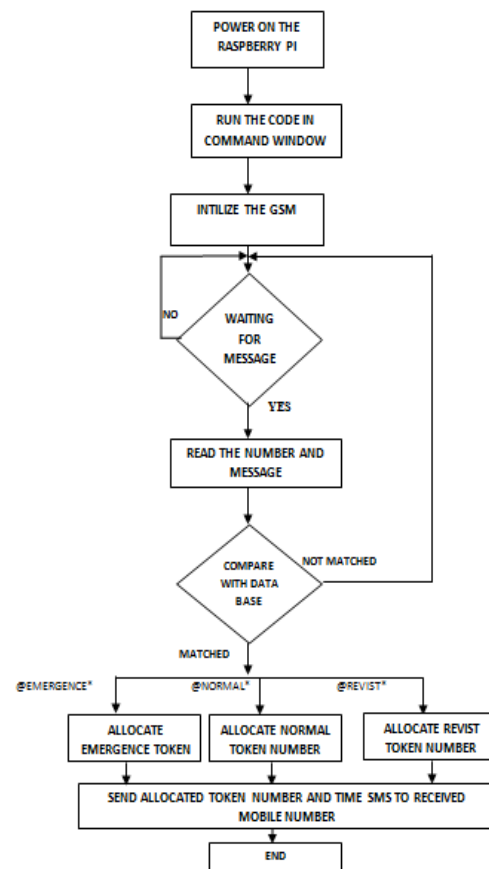 POWER ON THE
RASPBERRY PI
RUN THE CODE IN
COMMAND WINDOW
INTILIZE THE GSM
NO
WAITING
FOR
MESSAGE
YES
READ THE NUMBER AND
MESSAGE
NOT MATCHED
COMPARE
WITH DATA
BASE
MATCHED
@EMERGENCE* @NORMAL* @REVIST*
ALLOCATE
EMERGENCE TOKEN
ALLOCATE NORMAL
TOKEN NUMBER
ALLOCATE REVIST
TOKEN NUMBER
SEND ALLOCATED TOKEN NUMBER AND TIME SMS TO RECEIVED
MOBILE NUMBER
END